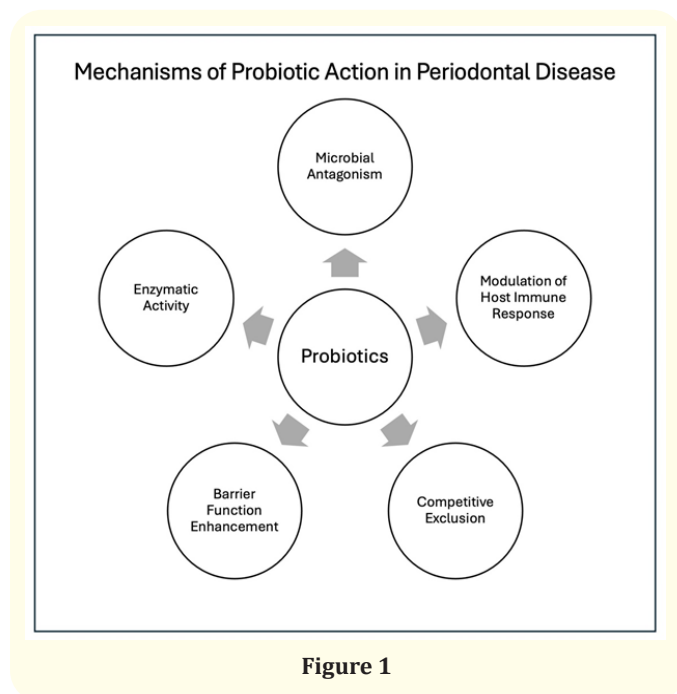 Mechanisms of Probiotic Action in Periodontal Disease
Microbial
Antagonism
Enzymatic
Activity
Modulation of
Host Immune
Response
Probiotics
Barrier
Function
Enhancement
Competitive
Exclusion
Figure 1